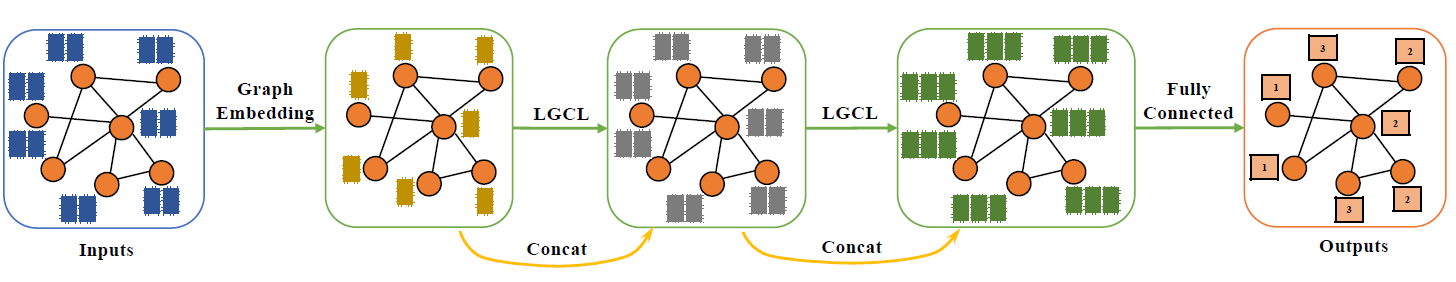 Graph
Embedding
LGCL
LGCL
Fully
Connected
3
2
1
2
1
3
2
Inputs
Concat
Concat
Outputs